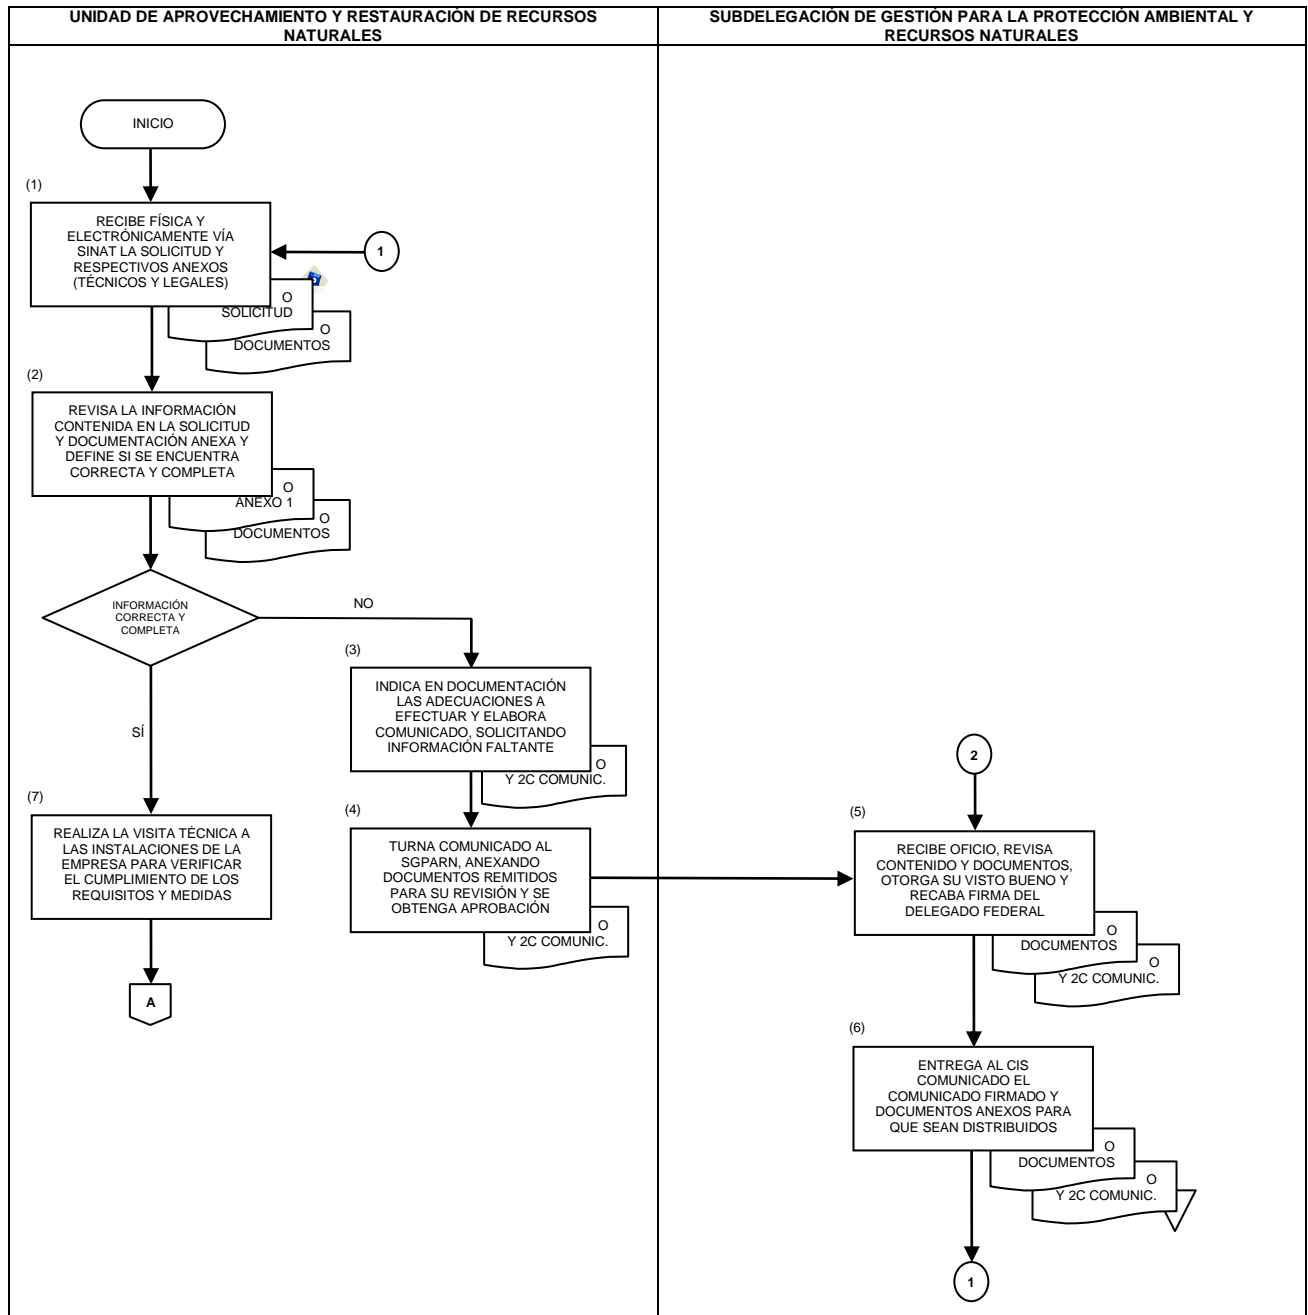 UNIDAD DE APROVECHAMIENTO Y RESTAURACIÓN DE RECURSOS
NATURALES
SUBDELEGACIÓN DE GESTIÓN PARA LA PROTECCIÓN AMBIENTAL Y
RECURSOS NATURALES
INICIO
(1)
RECIBE FÍSICA Y
ELECTRÓNICAMENTE VÍA
SINAT LA SOLICITUD Y
RESPECTIVOS ANEXOS
(TÉCNICOS Y LEGALES)
1
O
SOLICITUD
O
DOCUMENTOS
(2)
REVISA LA INFORMACIÓN
CONTENIDA EN LA SOLICITUD
Y DOCUMENTACIÓN ANEXA Y
DEFINE SI SE ENCUENTRA
CORRECTA Y COMPLETA
O
ANEXO 1
O
DOCUMENTOS
INFORMACIÓN
CORRECTA Y
COMPLETA
NO
SÍ
(3)
INDICA EN DOCUMENTACIÓN
LAS ADECUACIONES A
EFECTUAR Y ELABORA
COMUNICADO, SOLICITANDO
INFORMACIÓN FALTANTE
O
Y 2C COMUNIC.
(4)
TURNA COMUNICADO AL
SGPARN, ANEXANDO
DOCUMENTOS REMITIDOS
PARA SU REVISIÓN Y SE
OBTENGA APROBACIÓN
O
Y 2C COMUNIC.
(7)
REALIZA LA VISITA TÉCNICA A
LAS INSTALACIONES DE LA
EMPRESA PARA VERIFICAR
EL CUMPLIMIENTO DE LOS
REQUISITOS Y MEDIDAS
A
2
(5)
RECIBE OFICIO, REVISA
CONTENIDO Y DOCUMENTOS,
OTORGA SU VISTO BUENO Y
RECABA FIRMA DEL
DELEGADO FEDERAL
O
DOCUMENTOS
O
Y 2C COMUNIC.
(6)
ENTREGA AL CIS
COMUNICADO EL
COMUNICADO FIRMADO Y
DOCUMENTOS ANEXOS PARA
QUE SEAN DISTRIBUIDOS
O
DOCUMENTOS
O
Y 2C COMUNIC.
1